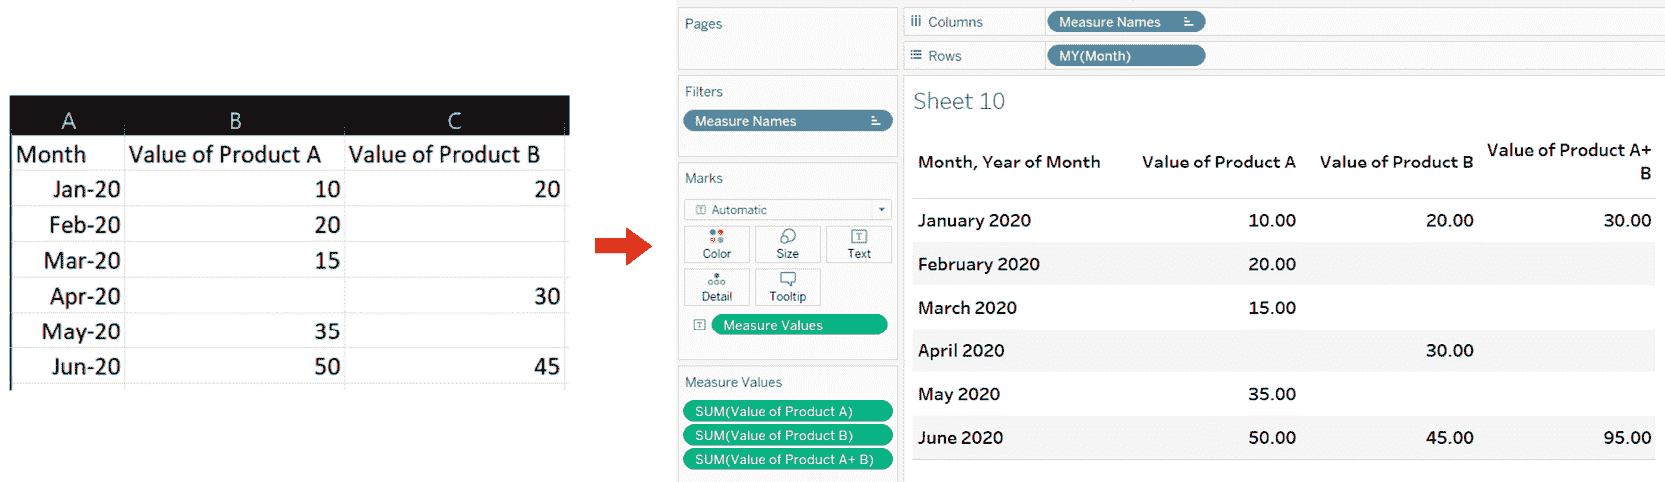 A B C
Month Value of Product A Value of Product B
Jan-20 10 20
Feb-20 20
Mar-20 15
Apr-20 30
May-20 35
Jun-20 50 45
Pages
Filters
Measure Names
Marks
Automatic
Color Size Text
Detail Tooltip
Measure Values
Measure Values
SUM(Value of Product A)
SUM(Value of Product B)
SUM(Value of Product A+ B)
Columns Measure Names
Rows MY(Month)
Sheet 10
Month, Year of Month Value of Product A Value of Product B Value of Product A+
B
January 2020 10.00 20.00 30.00
February 2020 20.00
March 2020 15.00
April 2020 30.00
May 2020 35.00
June 2020 50.00 45.00 95.00